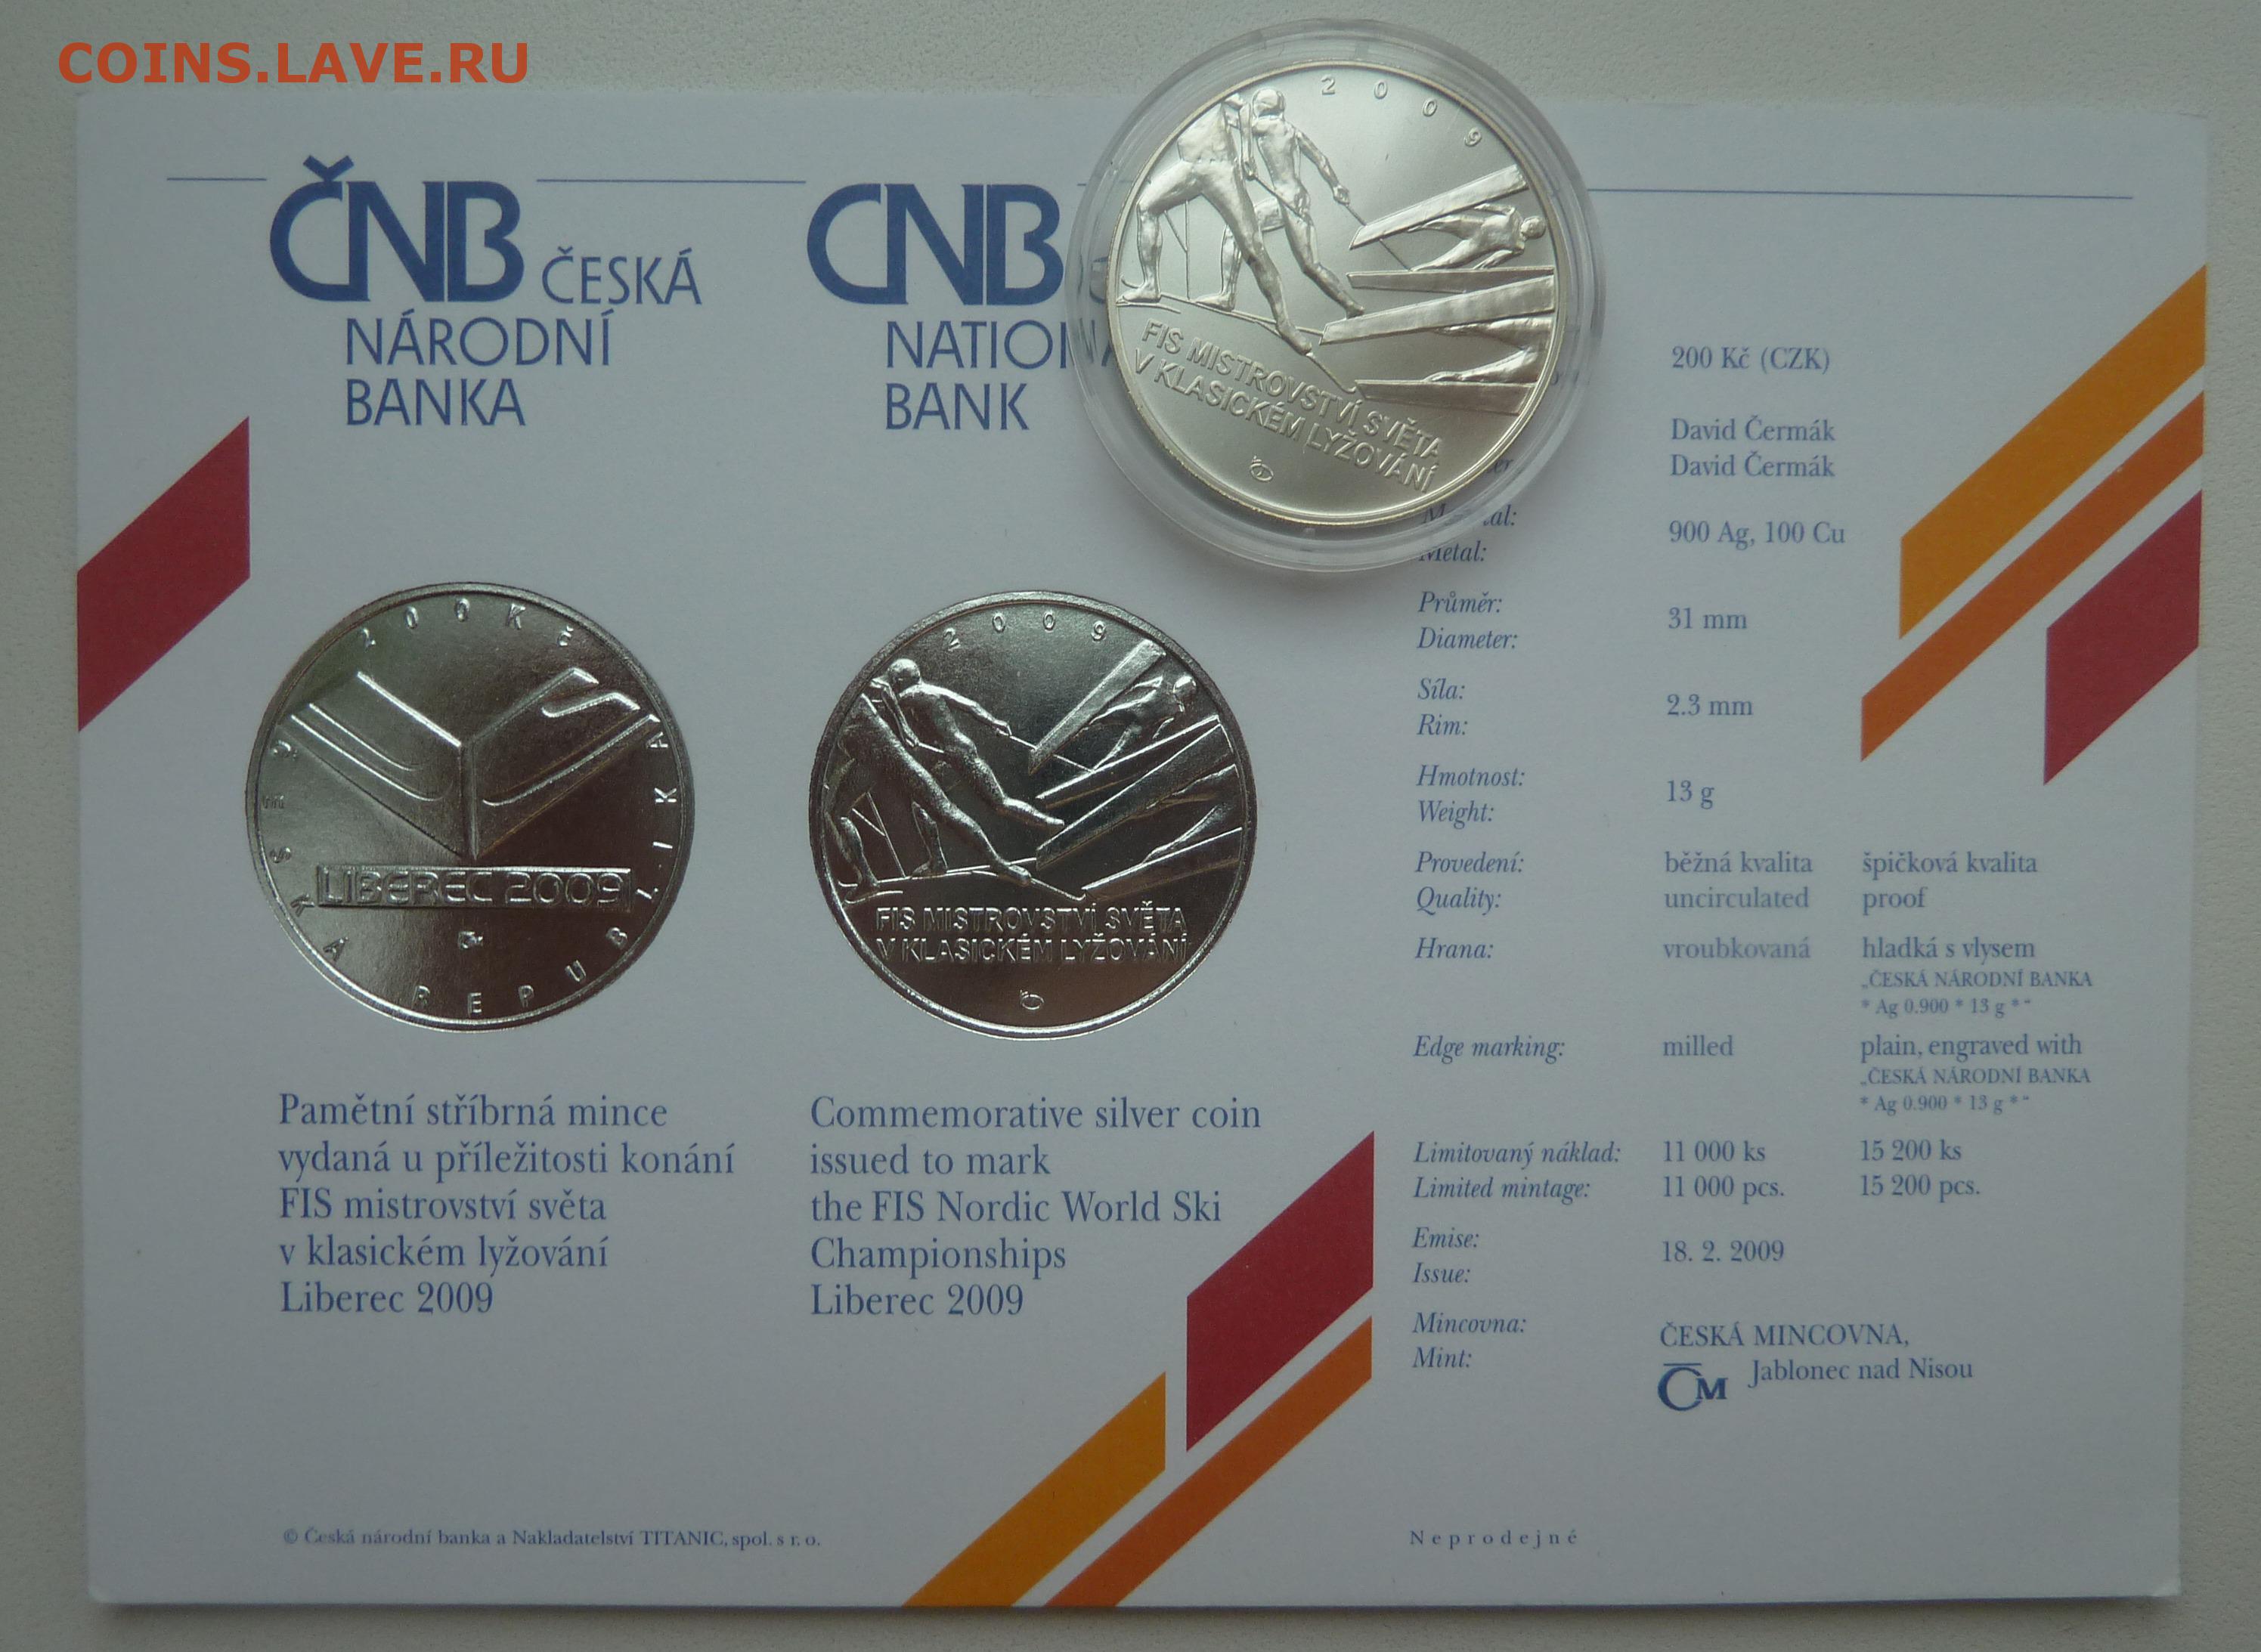 COINS.LAVE.RU
ČNB ČESKÁ
NÁRODNÍ
BANKA
CNB
BANK
2009
FIS MISTROVSTVÍ SVĚTA
V KLASICKÉM LYŽOVÁNÍ
200 Kč
ČESKÁ REPUBLIKA
LIBEREC 2009
2009
FIS MISTROVSTVÍ SVĚTA
V KLASICKÉM LYŽOVÁNÍ
Pamětní stříbrná mince
vydaná u příležitosti konání
FIS mistrovství světa
v klasickém lyžování
Liberec 2009
Commemorative silver coin
issued to mark
the FIS Nordic World Ski
Championships
Liberec 2009
200 Kč (CZK)
David Čermák
David Čermák
Metal: 900 Ag, 100 Cu
Průměr:
Diameter: 31 mm
Síla:
Rim: 2.3 mm
Hmotnost:
Weight: 13 g
Provedení: běžná kvalita špičková kvalita
Quality: uncirculated proof
Hrana: vroubkovaná hladká s vlysem
„ČESKÁ NÁRODNÍ BANKA
* Ag 0.900 * 13 g *“
Edge marking: milled plain, engraved with
„ČESKÁ NÁRODNÍ BANKA
* Ag 0.900 * 13 g *“
Limitovaný náklad: 11 000 ks 15 200 ks
Limited mintage: 11 000 pcs. 15 200 pcs.
Emise:
Issue: 18. 2. 2009
Mincovna:
Mint: ČESKÁ MINCOVNA,
ČM Jablonec nad Nisou
© Česká národní banka a Nakladatelství TITANIC, spol. s r. o.
Neprodejné